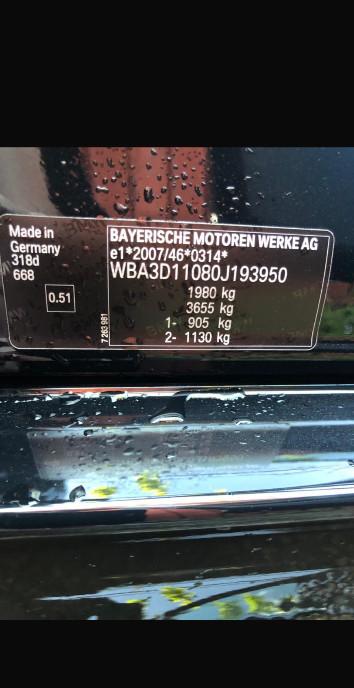 Made in
Germany
318d
668
0.51
7 263 981
BAYERISCHE MOTOREN WERKE AG
e1*2007/46*0314*
WBA3D11080J193950
1980 kg
3655 kg
1- 905 kg
2- 1130 kg